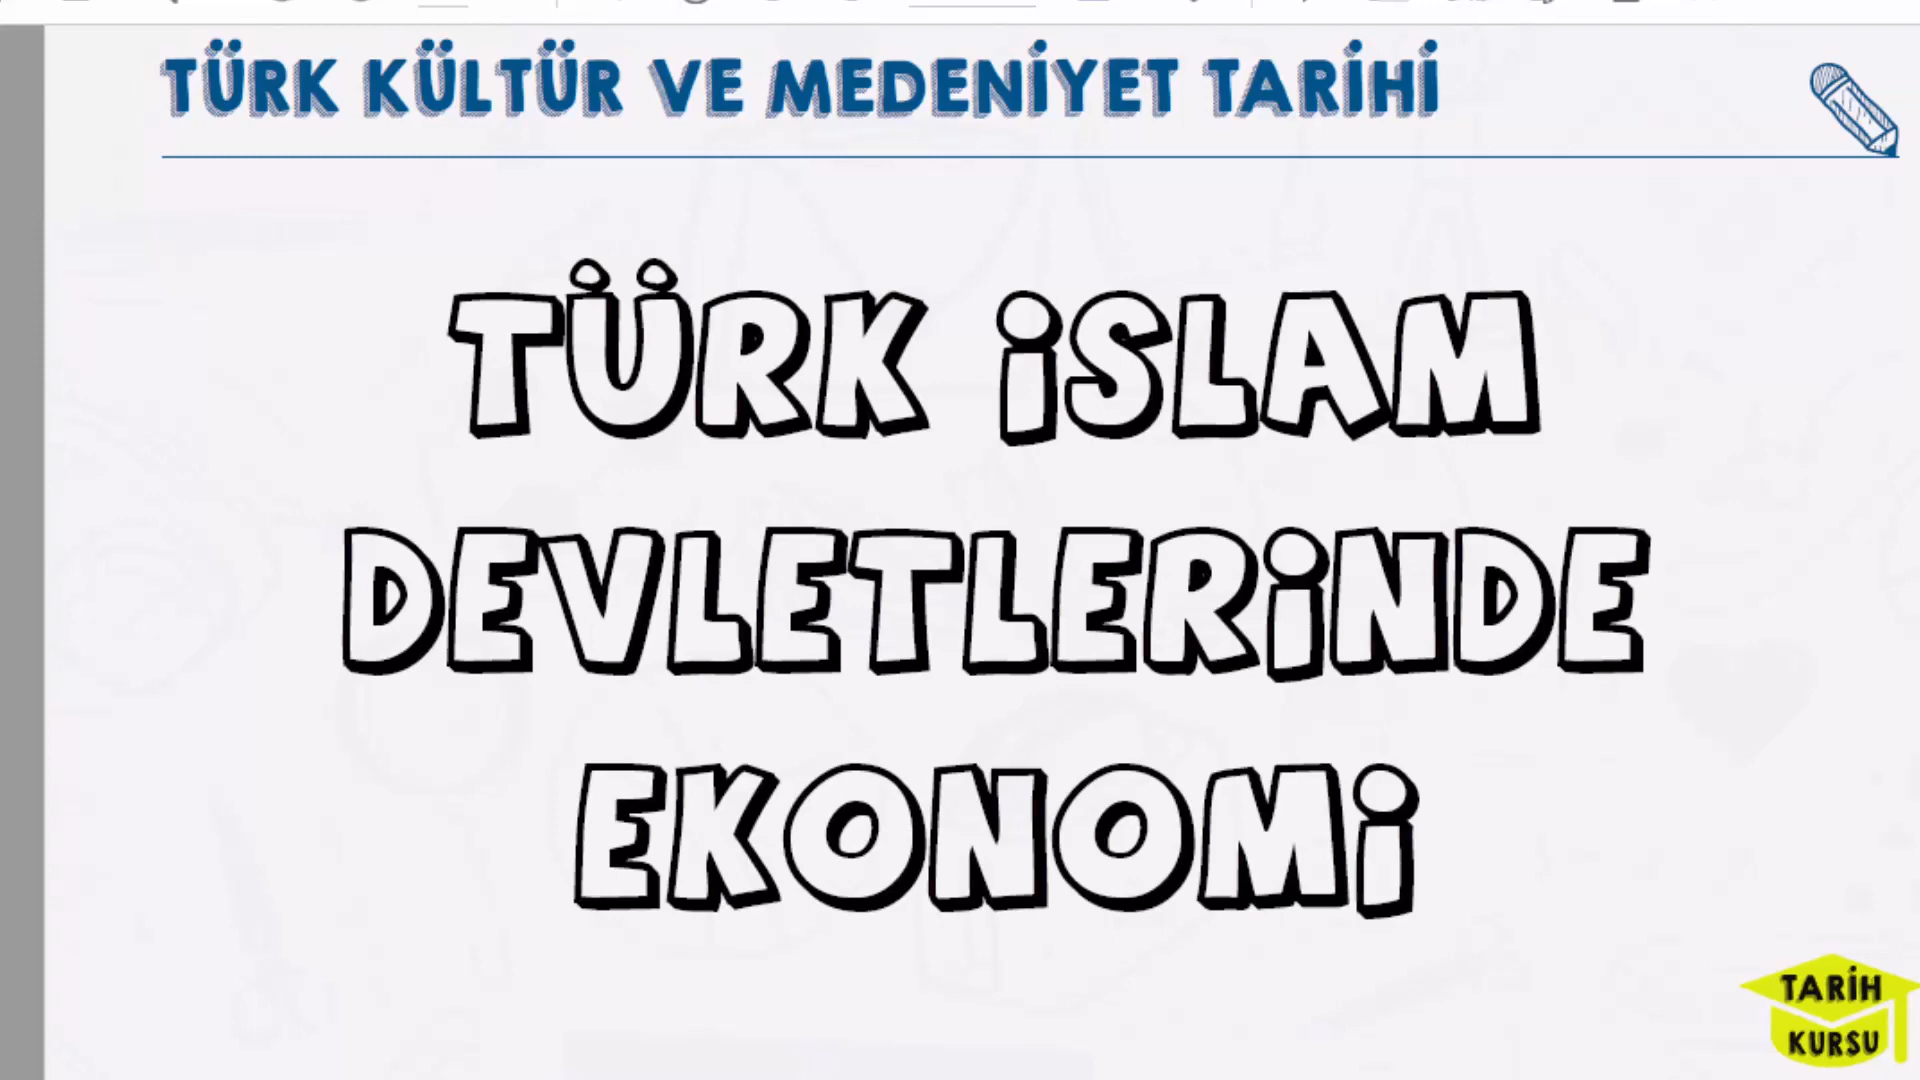 TÜRK KÜLTÜR VE MEDENİYET TARİHİ
TÜRK İSLAM
DEVLETLERİNDE
EKONOMİ
TARİH
KURSU